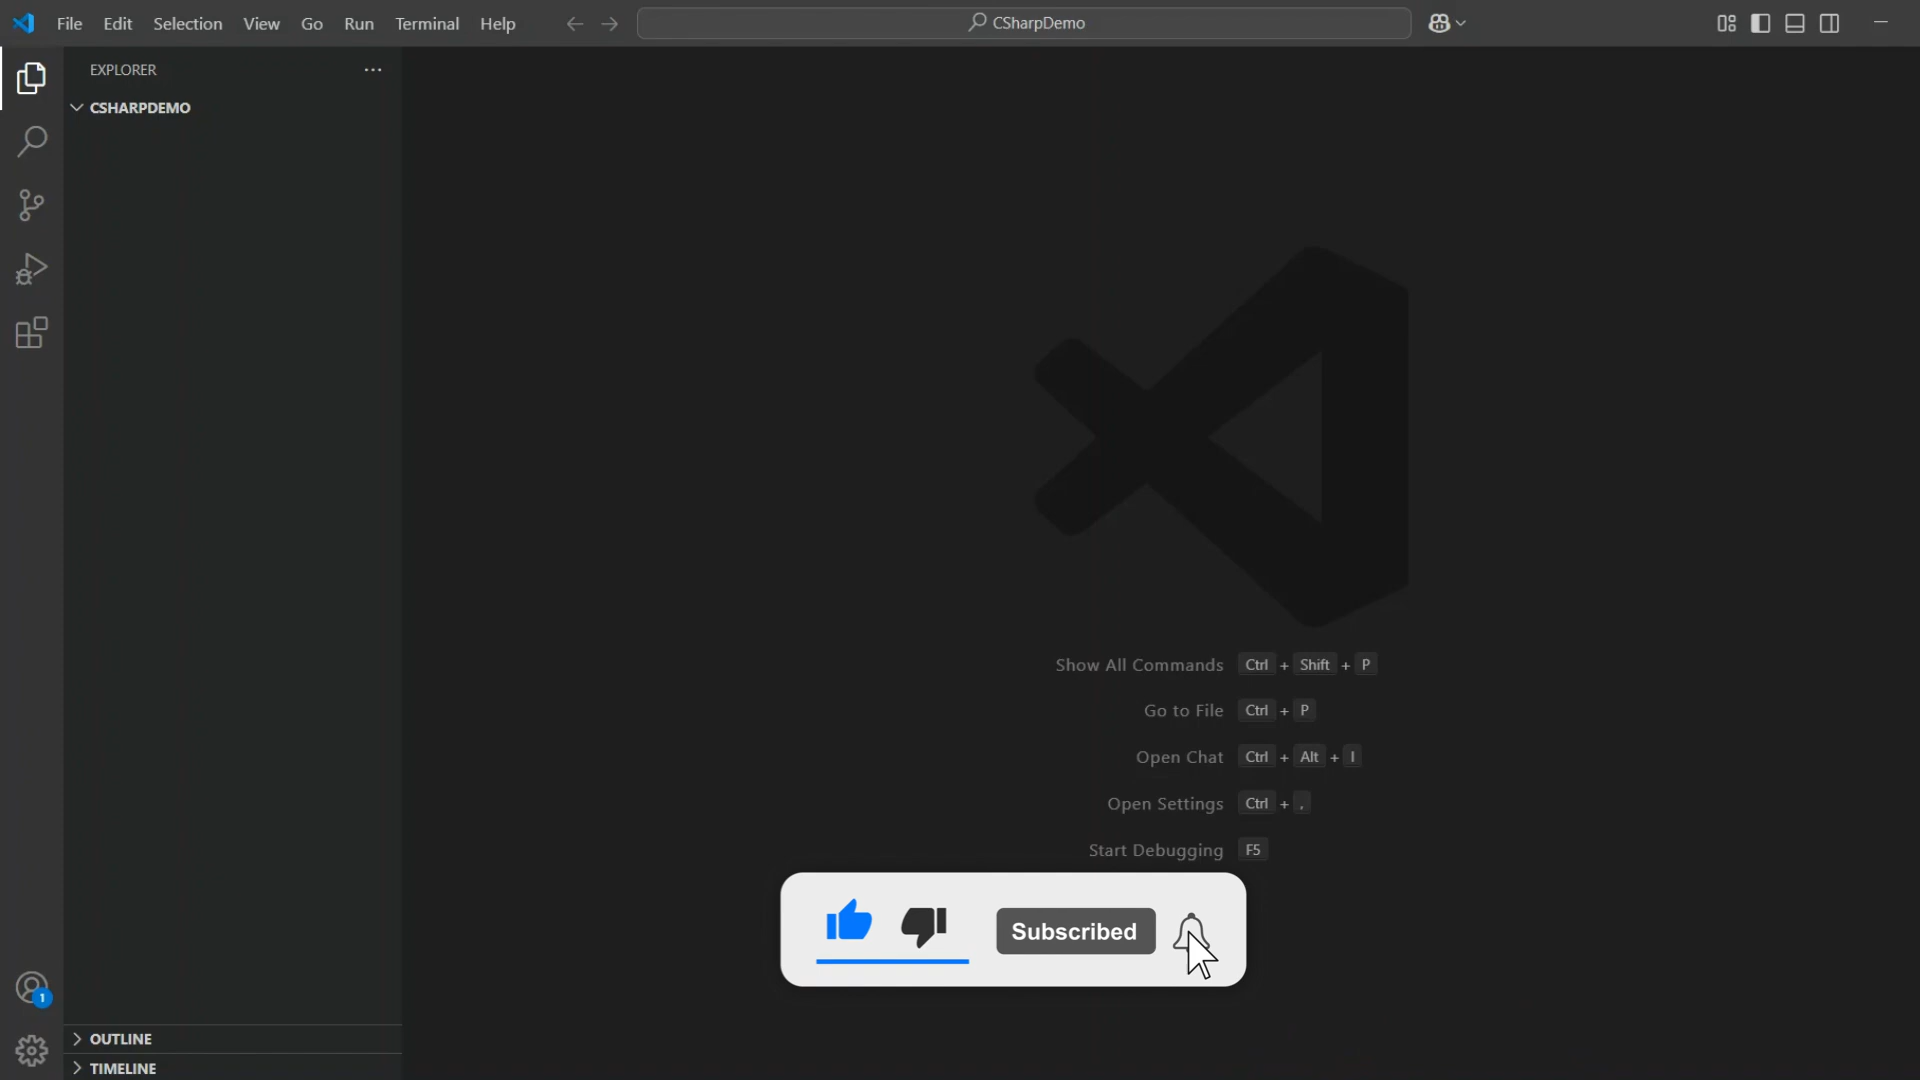 File Edit Selection View Go Run Terminal Help CSharpDemo
EXPLORER
CSHARPDEMO
Show All Commands Ctrl + Shift + P
Go to File Ctrl + P
Open Chat Ctrl + Alt + I
Open Settings Ctrl + ,
Start Debugging F5
Subscribed
1
OUTLINE
TIMELINE